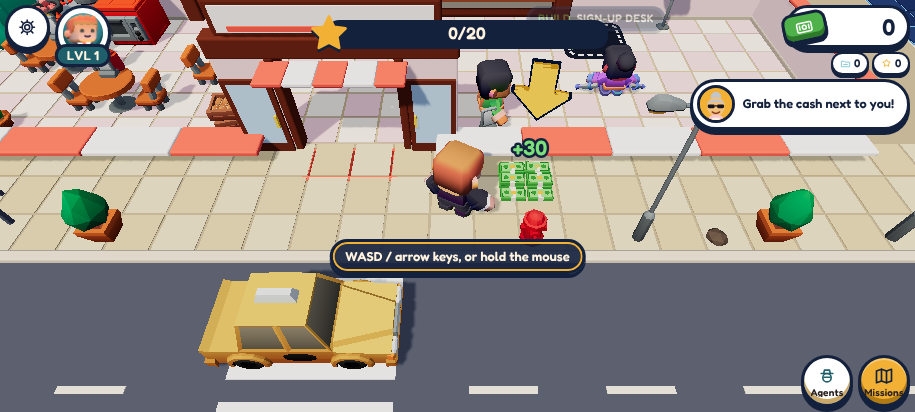 BUILD SIGN-UP DESK
0/20
0
LVL 1
0
0
Grab the cash next to you!
+30
WASD / arrow keys, or hold the mouse
Agents
Missions